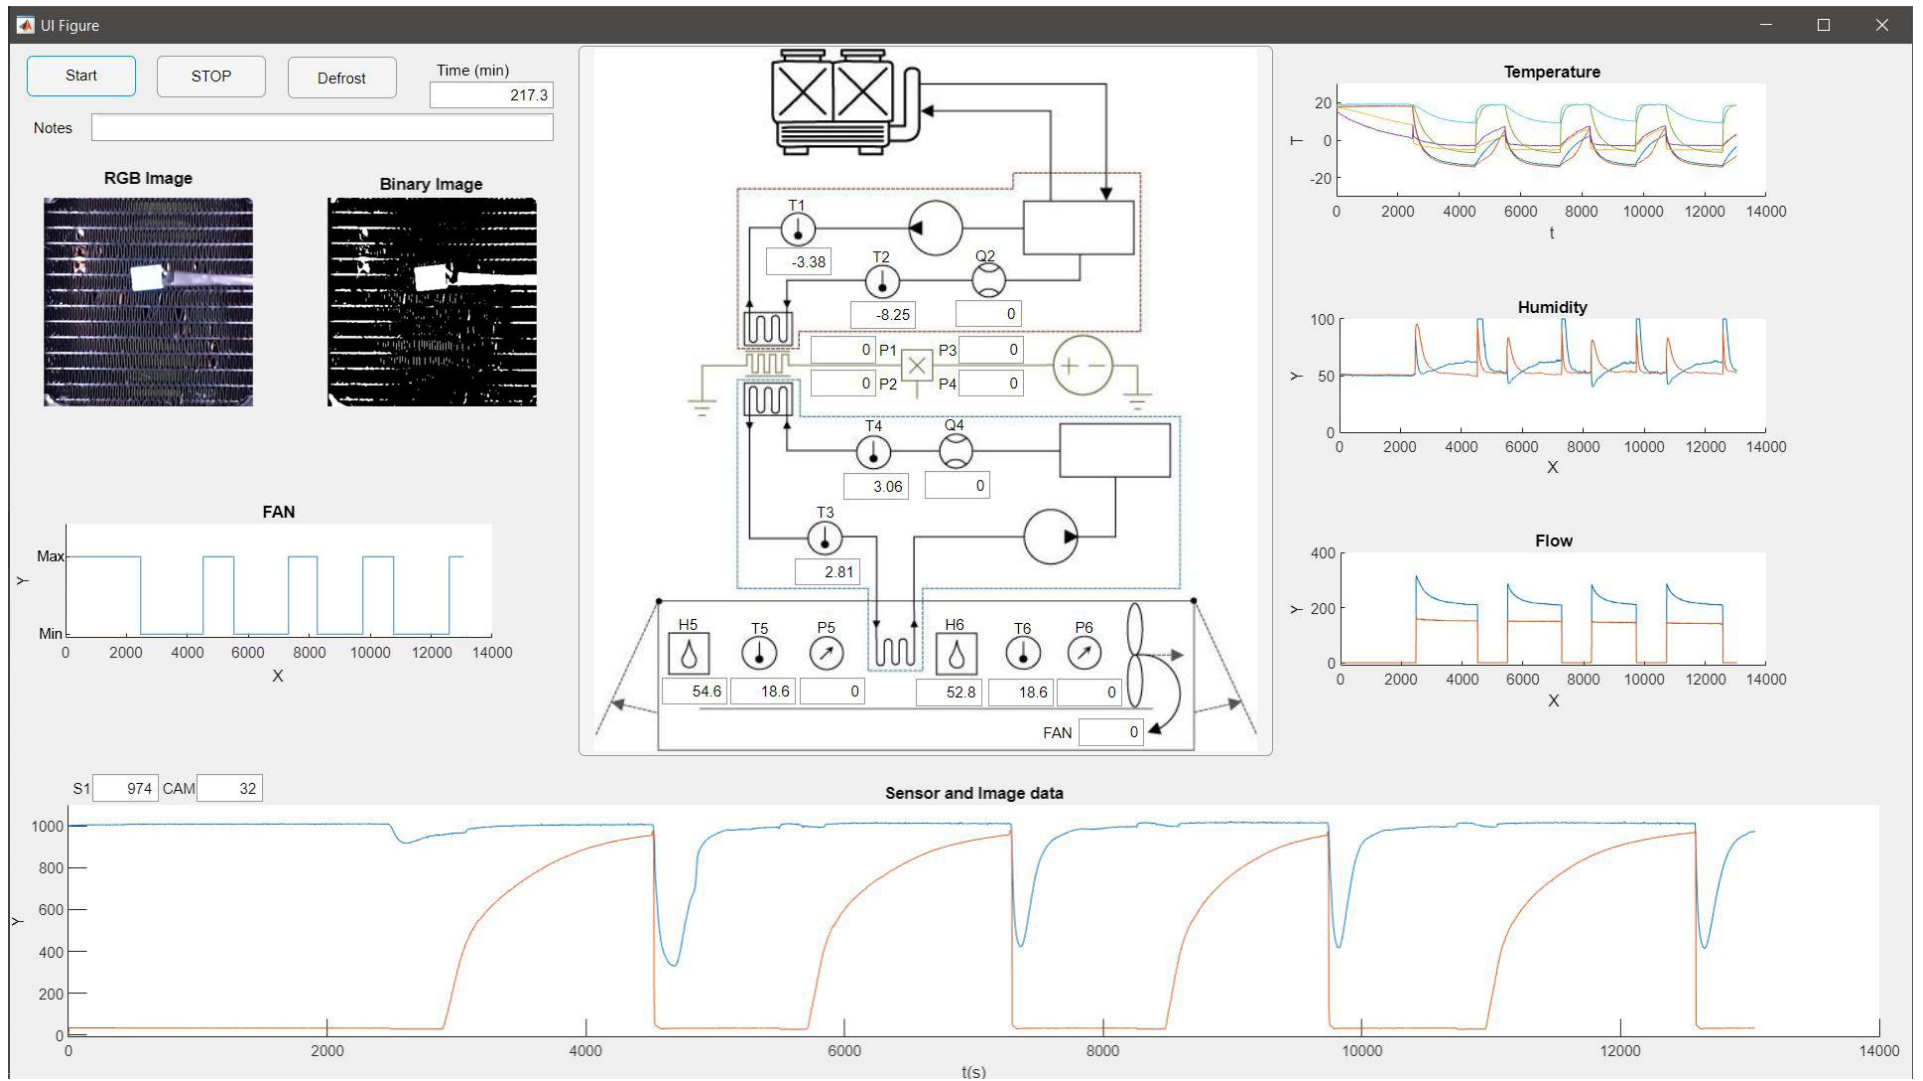 UI Figure
Start
STOP
Defrost
Time (min)
217.3
Notes
RGB Image
Binary Image
FAN
Max
Min
Y
0 2000 4000 6000 8000 10000 12000 14000
X
T1
-3.38
T2
Q2
-8.25
0
0 P1 P3 0
0 P2 P4 0
T4
Q4
3.06
0
T3
2.81
H5 T5 P5 H6 T6 P6
54.6 18.6 0 52.8 18.6 0
FAN 0
Temperature
20
0
-20
T
0 2000 4000 6000 8000 10000 12000 14000
t
Humidity
100
50
0
Y
0 2000 4000 6000 8000 10000 12000 14000
X
Flow
400
200
0
Y
0 2000 4000 6000 8000 10000 12000 14000
X
S1 974 CAM 32
Sensor and Image data
1000
800
600
400
200
0
Y
0 2000 4000 6000 8000 10000 12000 14000
t(s)